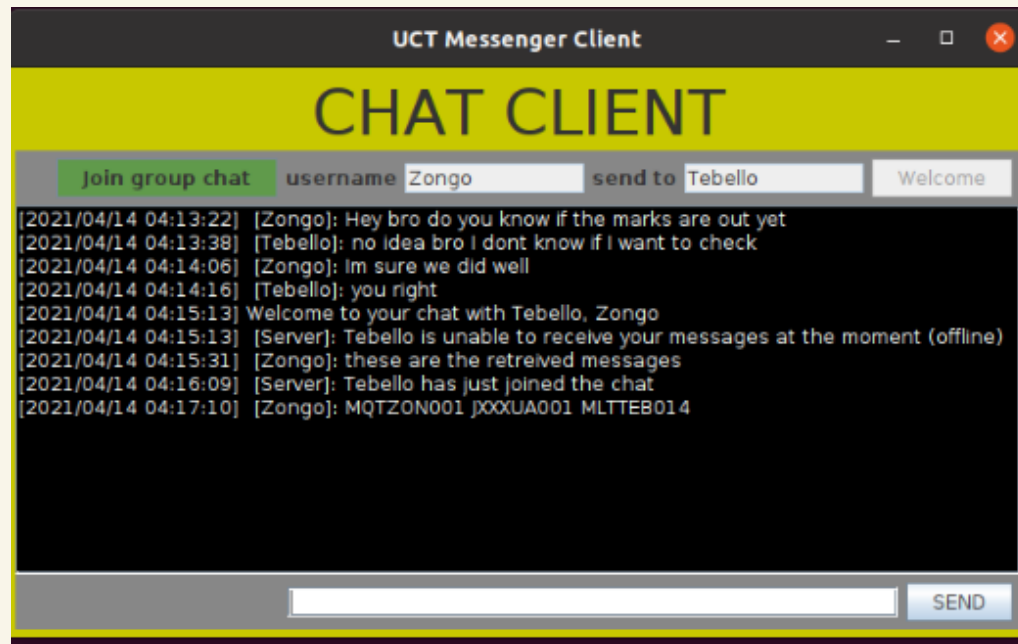 UCT Messenger Client
CHAT CLIENT
Join group chat username Zongo send to Tebello Welcome
[2021/04/14 04:13:22] [Zongo]: Hey bro do you know if the marks are out yet
[2021/04/14 04:13:38] [Tebello]: no idea bro I dont know if I want to check
[2021/04/14 04:14:06] [Zongo]: Im sure we did well
[2021/04/14 04:14:16] [Tebello]: you right
[2021/04/14 04:15:13] Welcome to your chat with Tebello, Zongo
[2021/04/14 04:15:13] [Server]: Tebello is unable to receive your messages at the moment (offline)
[2021/04/14 04:15:31] [Zongo]: these are the retreived messages
[2021/04/14 04:16:09] [Server]: Tebello has just joined the chat
[2021/04/14 04:17:10] [Zongo]: MQTZON001 JXXXUA001 MLTTEB014
SEND